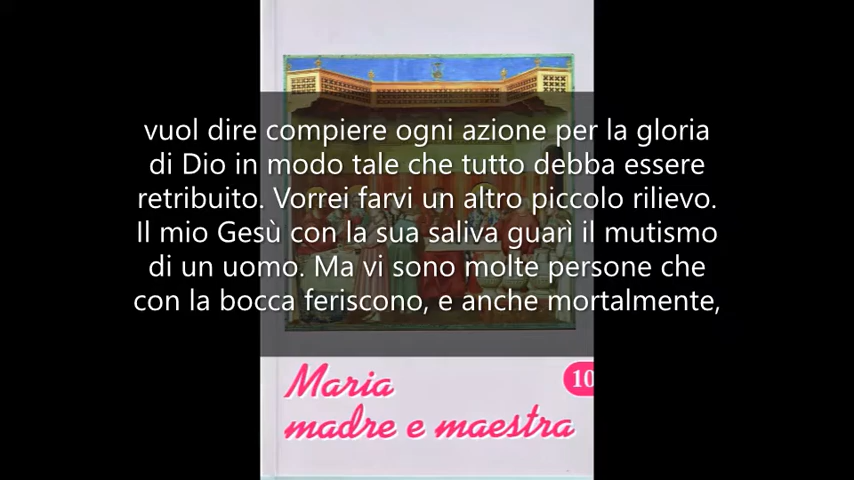 vuol dire compiere ogni azione per la gloria
di Dio in modo tale che tutto debba essere
retribuito. Vorrei farvi un altro piccolo rilievo.
Il mio Gesù con la sua saliva guarì il mutismo
di un uomo. Ma vi sono molte persone che
con la bocca feriscono, e anche mortalmente,
Maria
10
madre e maestra